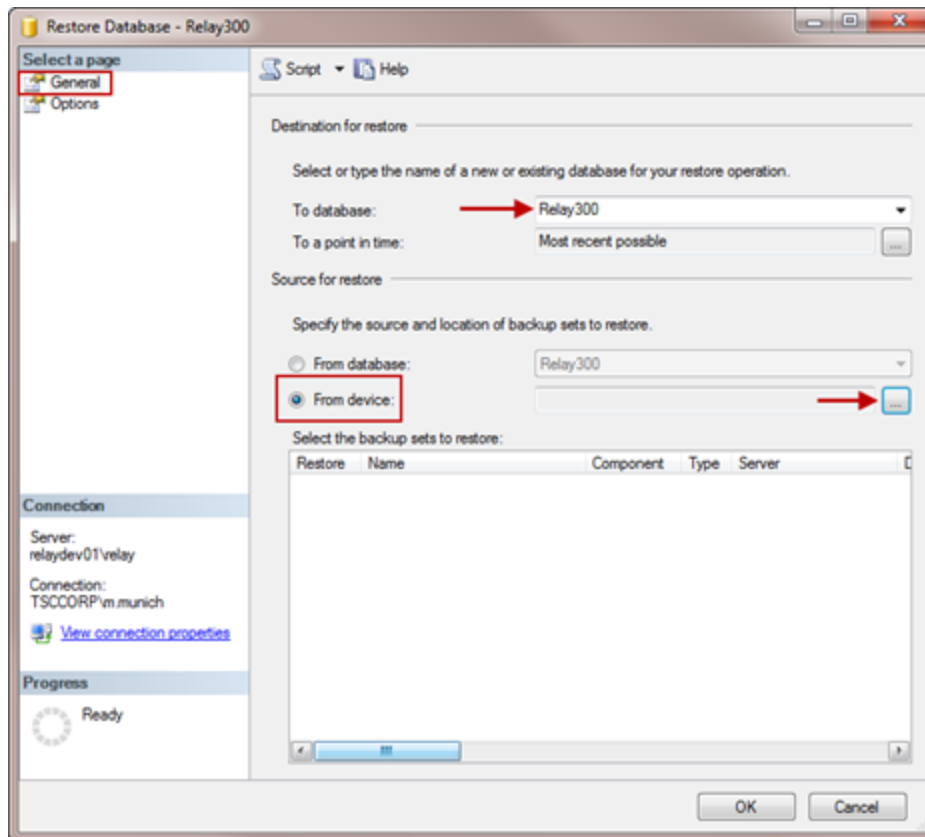 Restore Database - Relay300
Select a page
General
Options
Script Help
Destination for restore
Select or type the name of a new or existing database for your restore operation.
To database: Relay300
To a point in time: Most recent possible ...
Source for restore
Specify the source and location of backup sets to restore.
From database: Relay300
From device: ...
Select the backup sets to restore:
Restore Name Component Type Server D
Connection
Server:
relaydev01\relay
Connection:
TSCCORP\m.munich
View connection properties
Progress
Ready
OK Cancel